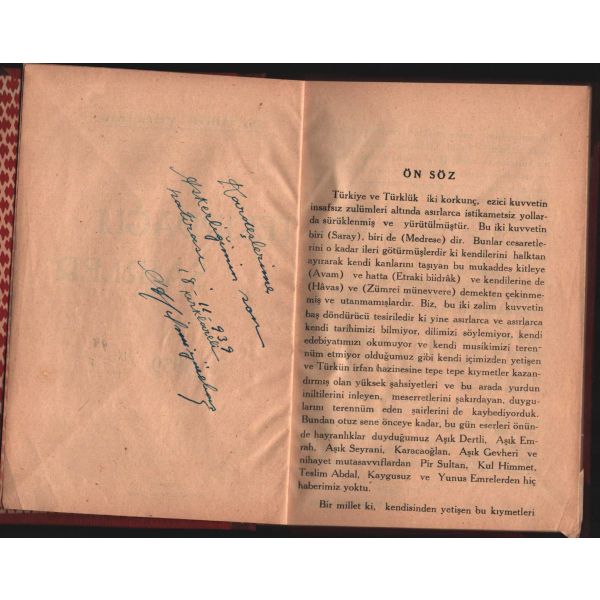 Kardeşlerime
Askerliğimin son
hatırası
11 939
ÖN SÖZ
Türkiye ve Türklük iki korkunç, ezici kuvvetin
insafsız zulümleri altında asırlarca istikametsiz yollar-
da sürüklenmiş ve yürütülmüştür. Bu iki kuvvetin
biri (Saray), biri de (Medrese) dir. Bunlar cesaretle-
rini o kadar ileri götürmüşlerdir ki kendilerini halktan
ayırarak kendi kanlarını taşıyan bu mukaddes kitleye
(Avam) ve hatta (Etraki biidrâk) ve kendilerine de
(Hâvas) ve (Zümrei münevvere) demekten çekinme-
miş ve utanmamışlardır. Biz, bu iki zalim kuvvetin
baş döndürücü tesiriledir ki yine asırlarca ve asırlarca
kendi tarihimizi bilmiyor, dilimizi söylemiyor, kendi
edebiyatımızı okumuyor ve kendi musikimizi teren-
nüm etmiyor olduğumuz gibi kendi içimizden yetişen
ve Türkün irfan hazinesine tepe tepe kıymetler kazan-
dırmış olan yüksek şahsiyetleri ve bu arada yurdun
iniltilerini inleyen, meserretlerini şakırdayan, duygu-
larını terennüm eden şairlerini de kaybediyorduk.
Bundan otuz sene önceye kadar, bu gün eserleri önün-
de hayranlıklar duyduğumuz Aşık Dertli, Aşık Em-
rah, Aşık Seyrani, Karacaoğlan, Aşık Gevheri ve
nihayet mutasavvıflardan Pir Sultan, Kul Himmet,
Teslim Abdal, Kaygusuz ve Yunus Emrelerden hiç
haberimiz yoktu.
Bir millet ki, kendisinden yetişen bu kıymetleri